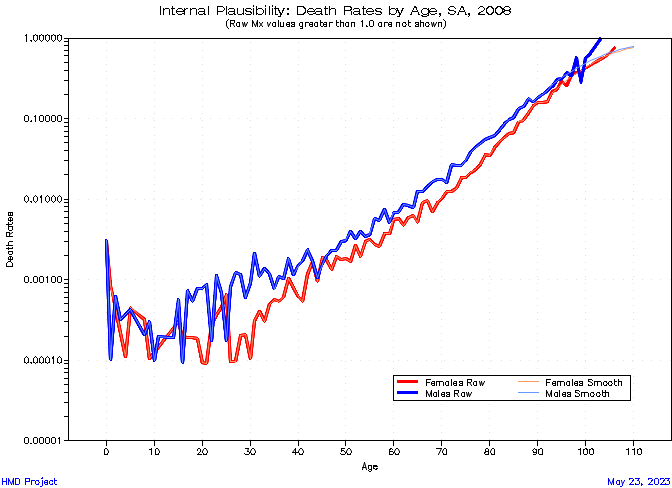 Internal Plausibility: Death Rates by Age, SA, 2008
(Raw Mx values greater than 1.0 are not shown)
Death Rates
1.00000
0.10000
0.01000
0.00100
0.00010
0.00001
Females Raw
Females Smooth
Males Raw
Males Smooth
0 10 20 30 40 50 60 70 80 90 100 110
Age
HMD Project
May 23, 2023